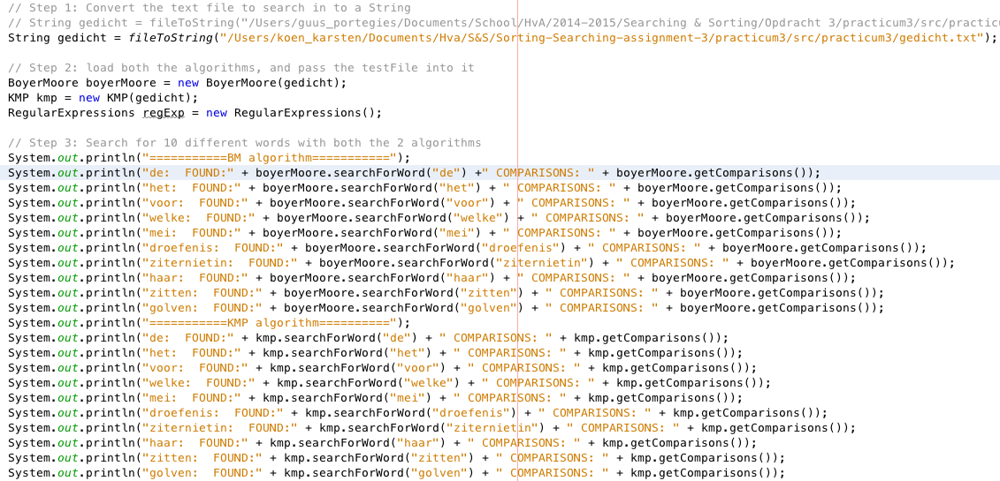 // Step 1: Convert the text file to search in to a String
// String gedicht = fileToString("/Users/guus_portegies/Documents/School/HvA/2014-2015/Searching & Sorting/Opdracht 3/practicum3/src/practicu
String gedicht = fileToString("/Users/koen_karsten/Documents/Hva/S&S/Sorting-Searching-assignment-3/practicum3/src/practicum3/gedicht.txt");
// Step 2: load both the algorithms, and pass the testFile into it
BoyerMoore boyerMoore = new BoyerMoore(gedicht);
KMP kmp = new KMP(gedicht);
RegularExpressions regExp = new RegularExpressions();
// Step 3: Search for 10 different words with both the 2 algorithms
System.out.println("===========BM algorithm===========");
System.out.println("de:  FOUND:" + boyerMoore.searchForWord("de") +" COMPARISONS: " + boyerMoore.getComparisons());
System.out.println("het:  FOUND:" + boyerMoore.searchForWord("het") + " COMPARISONS: " + boyerMoore.getComparisons());
System.out.println("voor:  FOUND:" + boyerMoore.searchForWord("voor") + " COMPARISONS: " + boyerMoore.getComparisons());
System.out.println("welke:  FOUND:" + boyerMoore.searchForWord("welke") + " COMPARISONS: " + boyerMoore.getComparisons());
System.out.println("mei:  FOUND:" + boyerMoore.searchForWord("mei") + " COMPARISONS: " + boyerMoore.getComparisons());
System.out.println("droefenis:  FOUND:" + boyerMoore.searchForWord("droefenis") + " COMPARISONS: " + boyerMoore.getComparisons());
System.out.println("ziternietin:  FOUND:" + boyerMoore.searchForWord("ziternietin") + " COMPARISONS: " + boyerMoore.getComparisons());
System.out.println("haar:  FOUND:" + boyerMoore.searchForWord("haar") + " COMPARISONS: " + boyerMoore.getComparisons());
System.out.println("zitten:  FOUND:" + boyerMoore.searchForWord("zitten") + " COMPARISONS: " + boyerMoore.getComparisons());
System.out.println("golven:  FOUND:" + boyerMoore.searchForWord("golven") + " COMPARISONS: " + boyerMoore.getComparisons());
System.out.println("===========KMP algorithm==========");
System.out.println("de:  FOUND:" + kmp.searchForWord("de") + " COMPARISONS: " + kmp.getComparisons());
System.out.println("het:  FOUND:" + kmp.searchForWord("het") + " COMPARISONS: " + kmp.getComparisons());
System.out.println("voor:  FOUND:" + kmp.searchForWord("voor") + " COMPARISONS: " + kmp.getComparisons());
System.out.println("welke:  FOUND:" + kmp.searchForWord("welke") + " COMPARISONS: " + kmp.getComparisons());
System.out.println("mei:  FOUND:" + kmp.searchForWord("mei") + " COMPARISONS: " + kmp.getComparisons());
System.out.println("droefenis:  FOUND:" + kmp.searchForWord("droefenis") + " COMPARISONS: " + kmp.getComparisons());
System.out.println("ziternietin:  FOUND:" + kmp.searchForWord("ziternietin") + " COMPARISONS: " + kmp.getComparisons());
System.out.println("haar:  FOUND:" + kmp.searchForWord("haar") + " COMPARISONS: " + kmp.getComparisons());
System.out.println("zitten:  FOUND:" + kmp.searchForWord("zitten") + " COMPARISONS: " + kmp.getComparisons());
System.out.println("golven:  FOUND:" + kmp.searchForWord("golven") + " COMPARISONS: " + kmp.getComparisons());